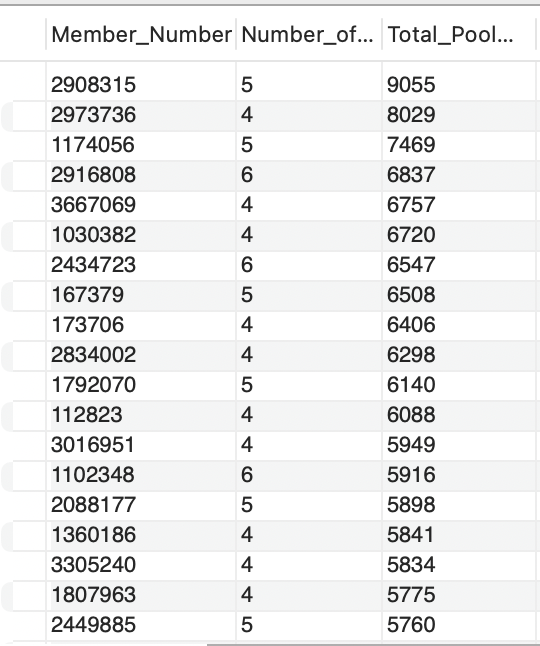 Member_Number Number_of... Total_Pool...
2908315 5 9055
2973736 4 8029
1174056 5 7469
2916808 6 6837
3667069 4 6757
1030382 4 6720
2434723 6 6547
167379 5 6508
173706 4 6406
2834002 4 6298
1792070 5 6140
112823 4 6088
3016951 4 5949
1102348 6 5916
2088177 5 5898
1360186 4 5841
3305240 4 5834
1807963 4 5775
2449885 5 5760